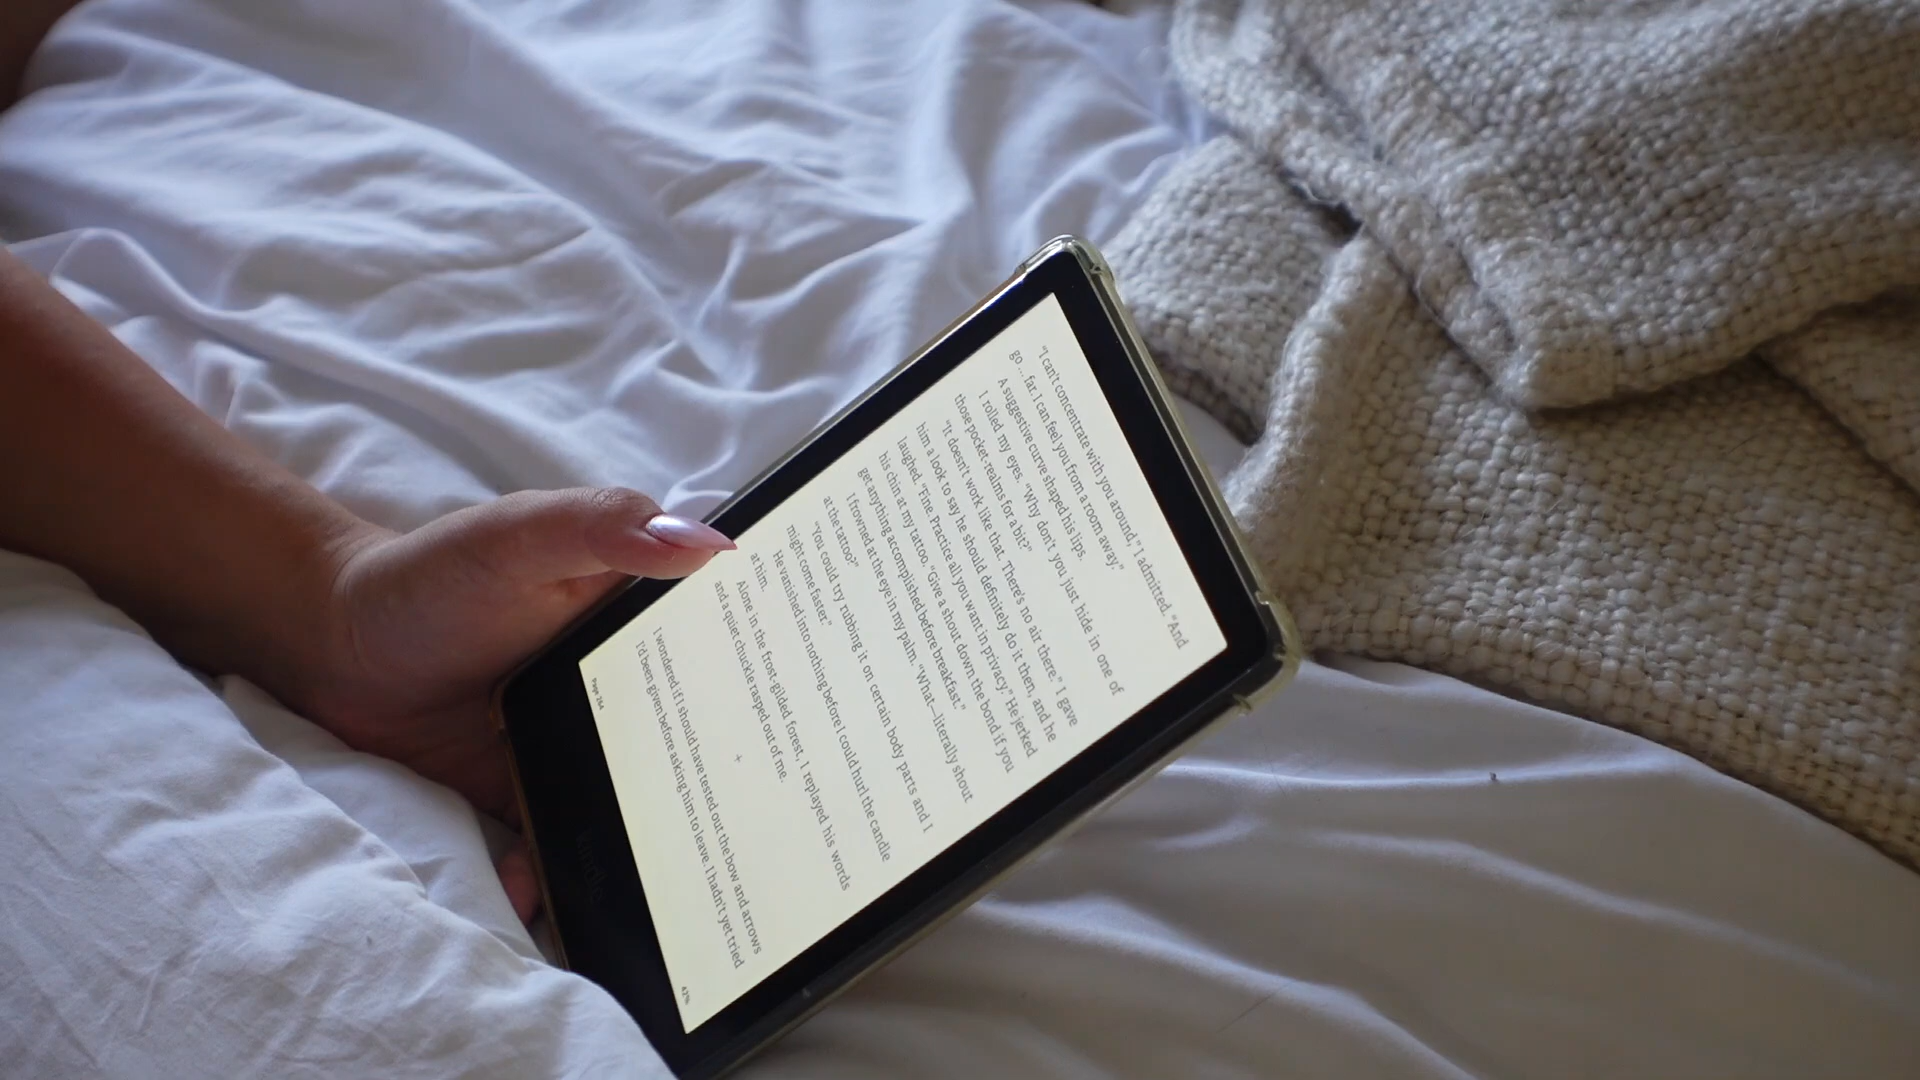 “I can’t concentrate with you around,” I admitted. “And
go ... far. I can feel you from a room away.”
A suggestive curve shaped his lips.
I rolled my eyes. “Why don’t you just hide in one of
those pocket-realms for a bit?”
“It doesn’t work like that. There’s no air there.” I gave
him a look to say he should definitely do it then, and he
laughed. “Fine. Practice all you want in privacy.” He jerked
his chin at my tattoo. “Give a shout down the bond if you
get anything accomplished before breakfast.”
I frowned at the eye in my palm. “What—literally shout
at the tattoo?”
“You could try rubbing it on certain body parts and I
might come faster.”
He vanished into nothing before I could hurl the candle
at him.
Alone in the frost-gilded forest, I replayed his words
and a quiet chuckle rasped out of me.
+
I wondered if I should have tested out the bow and arrows
I’d been given before asking him to leave. I hadn’t yet tried
Page 264
42%
kindle